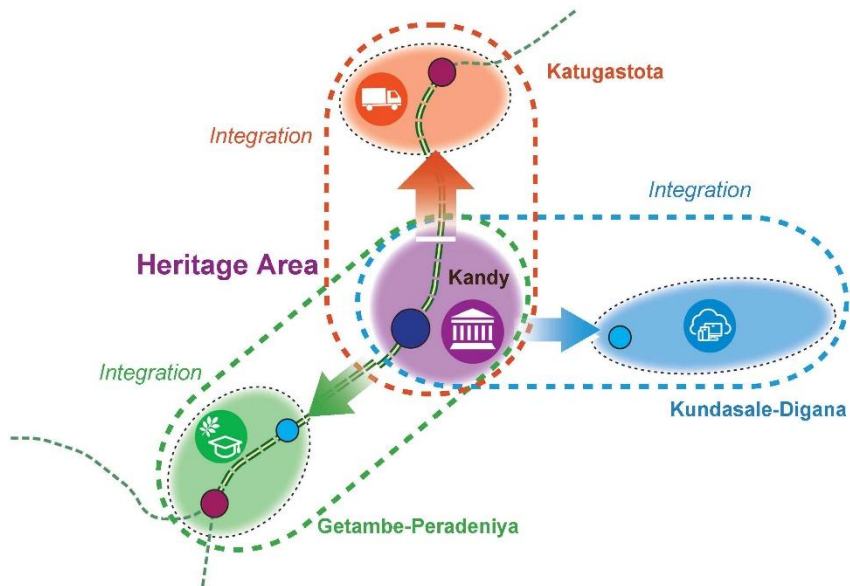 Katugastota
Integration
Integration
Heritage Area
Kandy
Integration
Kundasale-Digana
Getambe-Peradeniya